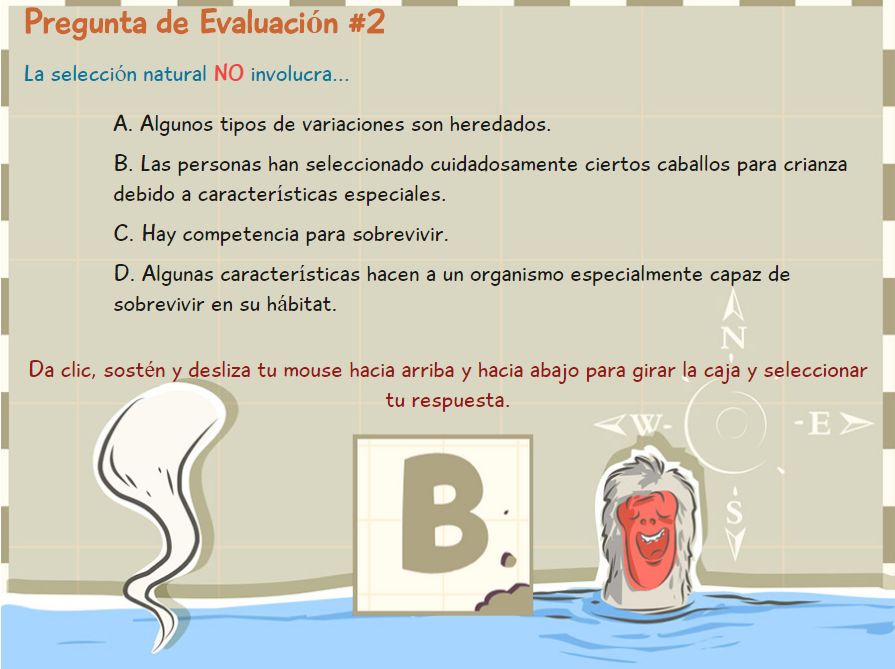 Pregunta de Evaluación #2
La selección natural NO involucra...
A. Algunos tipos de variaciones son heredados.
B. Las personas han seleccionado cuidadosamente ciertos caballos para crianza
debido a características especiales.
C. Hay competencia para sobrevivir.
D. Algunas características hacen a un organismo especialmente capaz de
sobrevivir en su hábitat.
Da clic, sostén y desliza tu mouse hacia arriba y hacia abajo para girar la caja y seleccionar
tu respuesta.
N
W
E
S
B